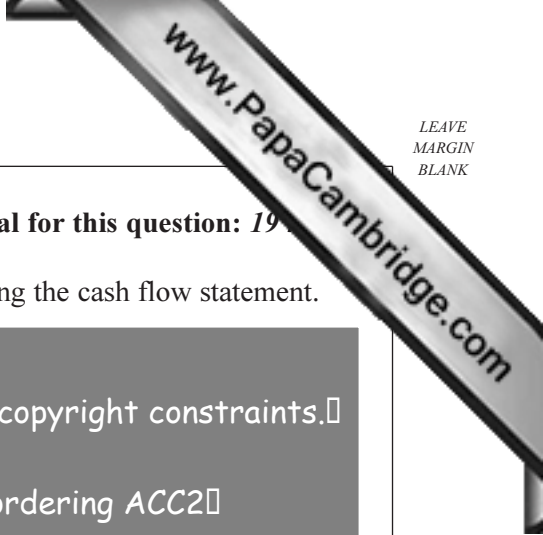 www.PapaCambridge.com
LEAVE
MARGIN
BLANK
al for this question: 19
ng the cash flow statement.
copyright constraints.
ordering ACC2